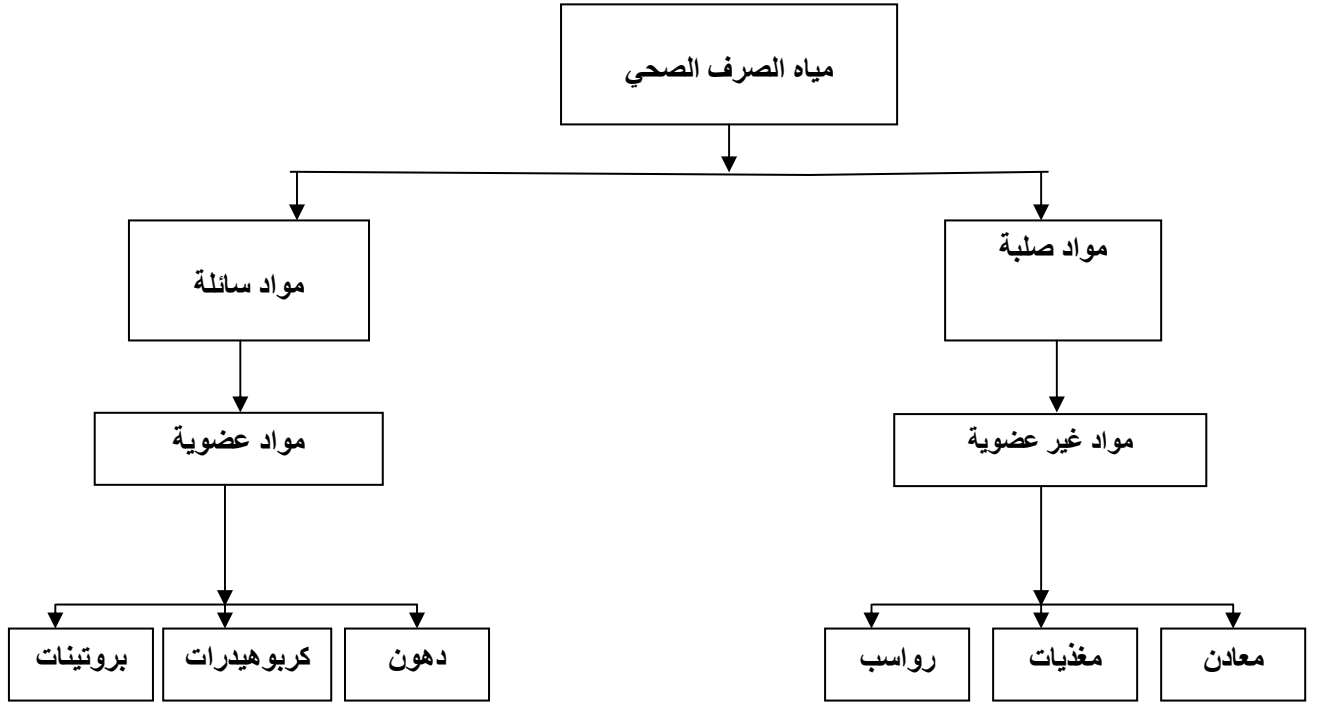 مياه الصرف الصحي
مواد صلبة
مواد سائلة
مواد غير عضوية
مواد عضوية
معادن
مغذيات
رواسب
دهون
كربوهيدرات
بروتينات